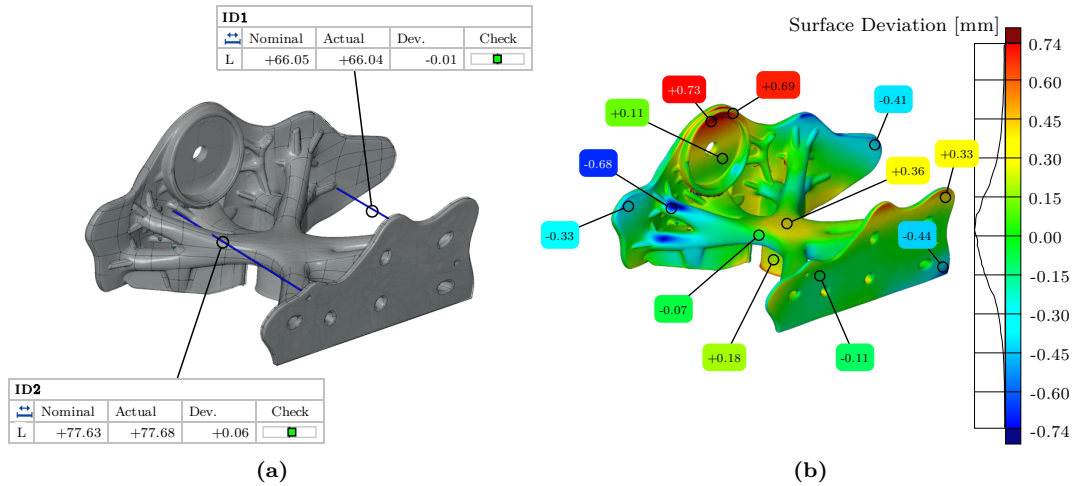 ID1
Nominal Actual Dev. Check
L +66.05 +66.04 -0.01
ID2
Nominal Actual Dev. Check
L +77.63 +77.68 +0.06
(a)
Surface Deviation [mm]
+0.73
+0.69
+0.11
-0.41
-0.68
+0.33
+0.36
-0.33
-0.44
-0.07
+0.18
-0.11
0.74
0.60
0.45
0.30
0.15
0.00
-0.15
-0.30
-0.45
-0.60
-0.74
(b)